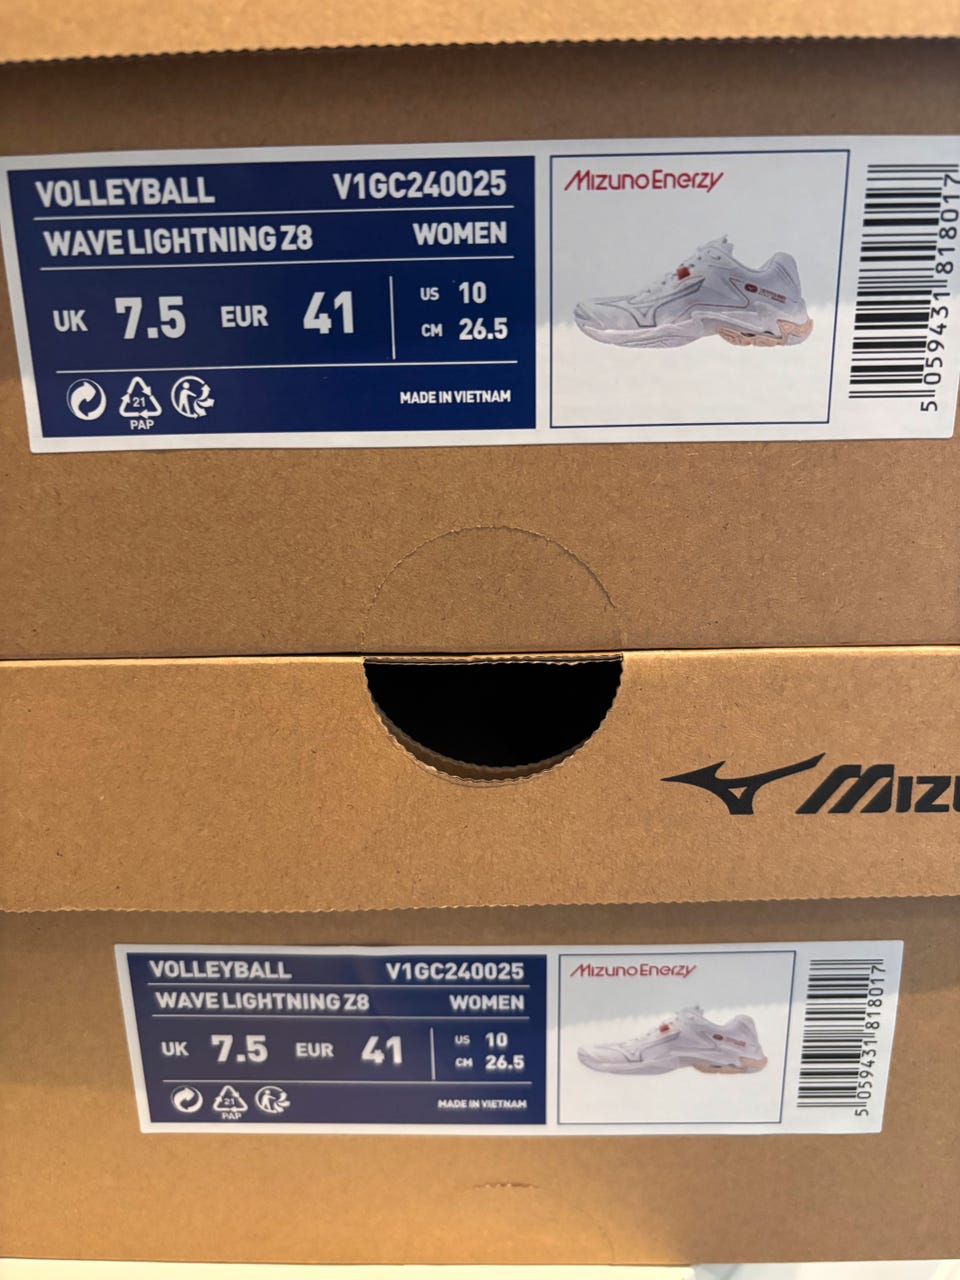 VOLLEYBALL V1GC240025
WAVE LIGHTNING Z8 WOMEN
UK 7.5 EUR 41 US 10
CM 26.5
21
PAP
MADE IN VIETNAM
MizunoEnerzy
5 059431 818017
VOLLEYBALL V1GC240025
WAVE LIGHTNING Z8 WOMEN
UK 7.5 EUR 41 US 10
CM 26.5
21
PAP
MADE IN VIETNAM
MizunoEnerzy
5 059431 818017